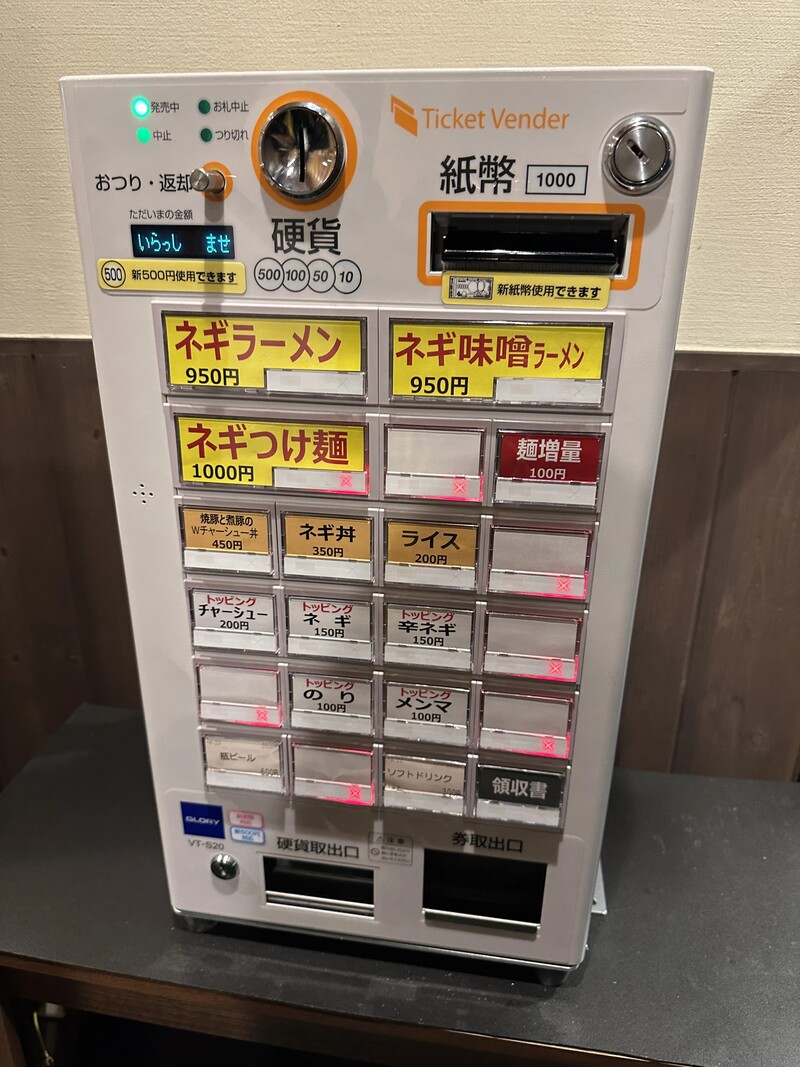 発売中 お札中止
中止 つり切れ
Ticket Vender
おつり・返却
紙幣 1000
ただいまの金額
いらっし ませ
硬貨
500 100 50 10
500 新500円使用できます
新紙幣使用できます
ネギラーメン
950円
ネギ味噌ラーメン
950円
ネギつけ麺
1000円
麺増量
100円
焼豚と煮豚の
Wチャーシュー丼
450円
ネギ丼
350円
ライス
200円
トッピング
チャーシュー
200円
トッピング
ネギ
150円
トッピング
辛ネギ
150円
トッピング
のり
100円
トッピング
メンマ
100円
瓶ビール
ソフトドリンク
領収書
GLORY
VT-S20
新500円
対応
硬貨取出口
券取出口